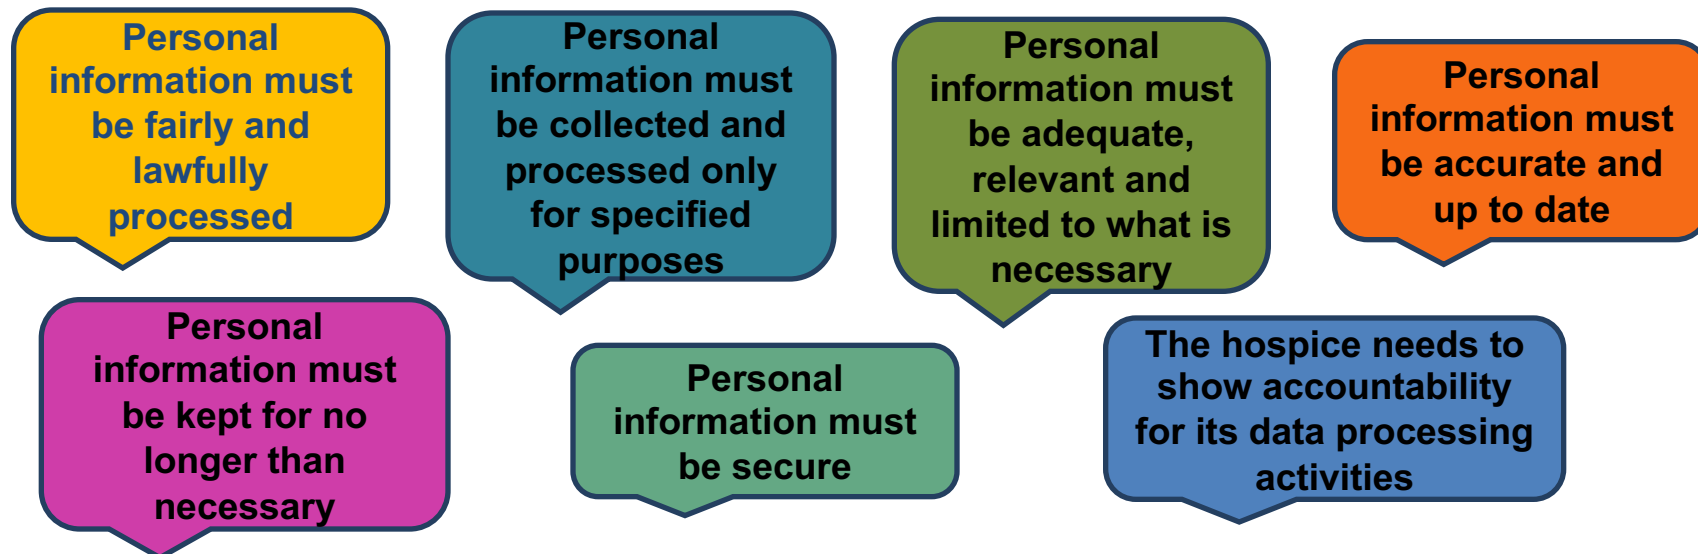 Personal
information must
be fairly and
lawfully
processed
Personal
information must
be collected and
processed only
for specified
purposes
Personal
information must
be adequate,
relevant and
limited to what is
necessary
Personal
information must
be accurate and
up to date
Personal
information must
be kept for no
longer than
necessary
Personal
information must
be secure
The hospice needs to
show accountability
for its data processing
activities